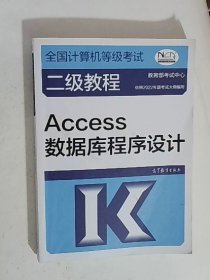 全国计算机等级考试
NCRE
二级教程
教育部考试中心
Access
数据库程序设计
K
高等教育出版社